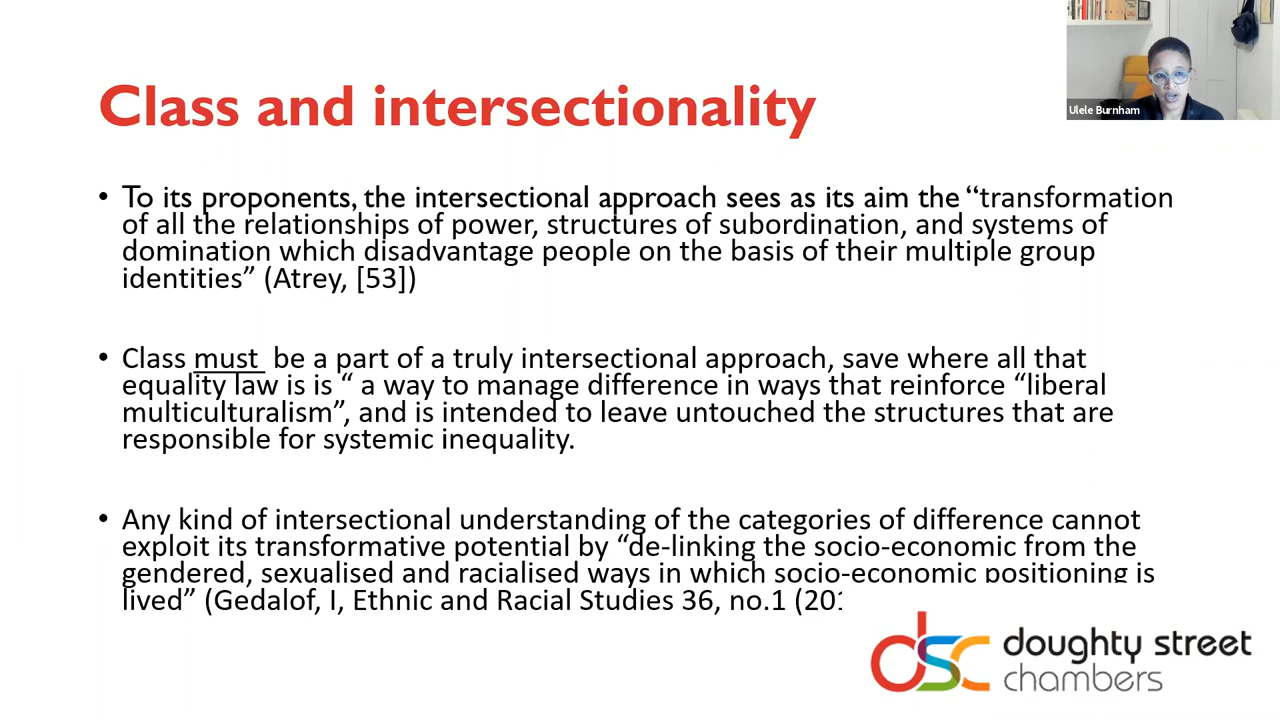 Class and intersectionality
Ulele Burnham
• To its proponents, the intersectional approach sees as its aim the “transformation
of all the relationships of power, structures of subordination, and systems of
domination which disadvantage people on the basis of their multiple group
identities” (Atrey, [53])
• Class must be a part of a truly intersectional approach, save where all that
equality law is is “ a way to manage difference in ways that reinforce “liberal
multiculturalism”, and is intended to leave untouched the structures that are
responsible for systemic inequality.
• Any kind of intersectional understanding of the categories of difference cannot
exploit its transformative potential by “de-linking the socio-economic from the
gendered, sexualised and racialised ways in which socio-economic positioning is
lived” (Gedalof, I, Ethnic and Racial Studies 36, no.1 (20
dsc doughty street
chambers